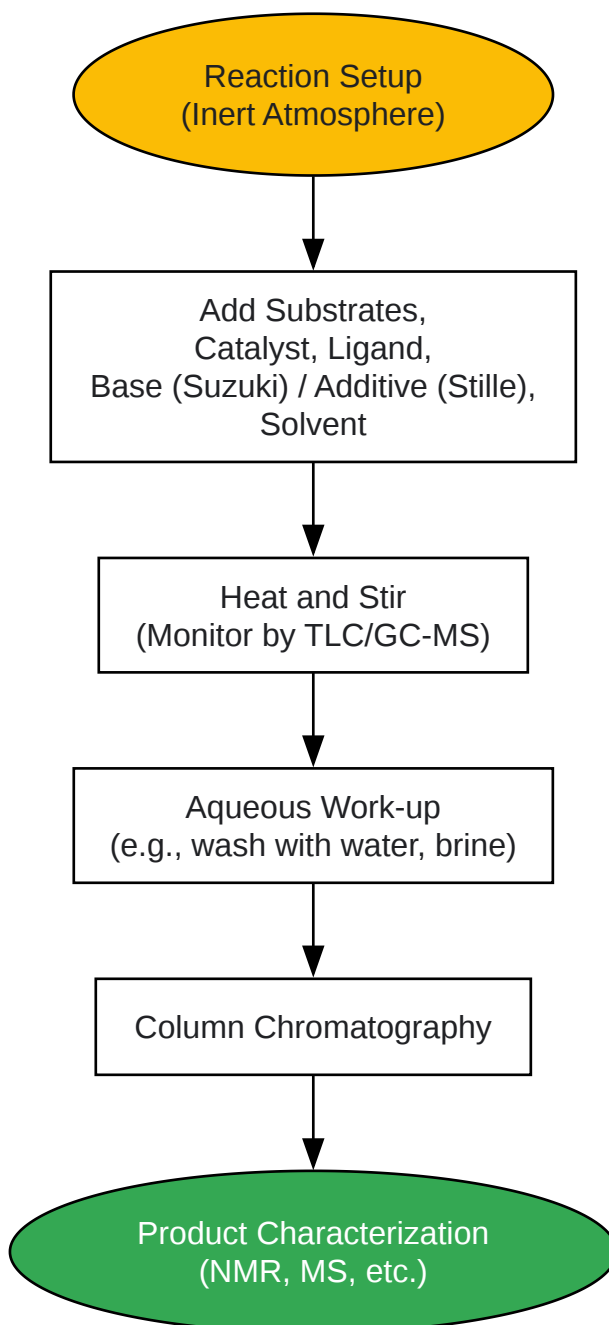 Reaction Setup
(Inert Atmosphere)
Add Substrates,
Catalyst, Ligand,
Base (Suzuki) / Additive (Stille),
Solvent
Heat and Stir
(Monitor by TLC/GC-MS)
Aqueous Work-up
(e.g., wash with water, brine)
Column Chromatography
Product Characterization
(NMR, MS, etc.)